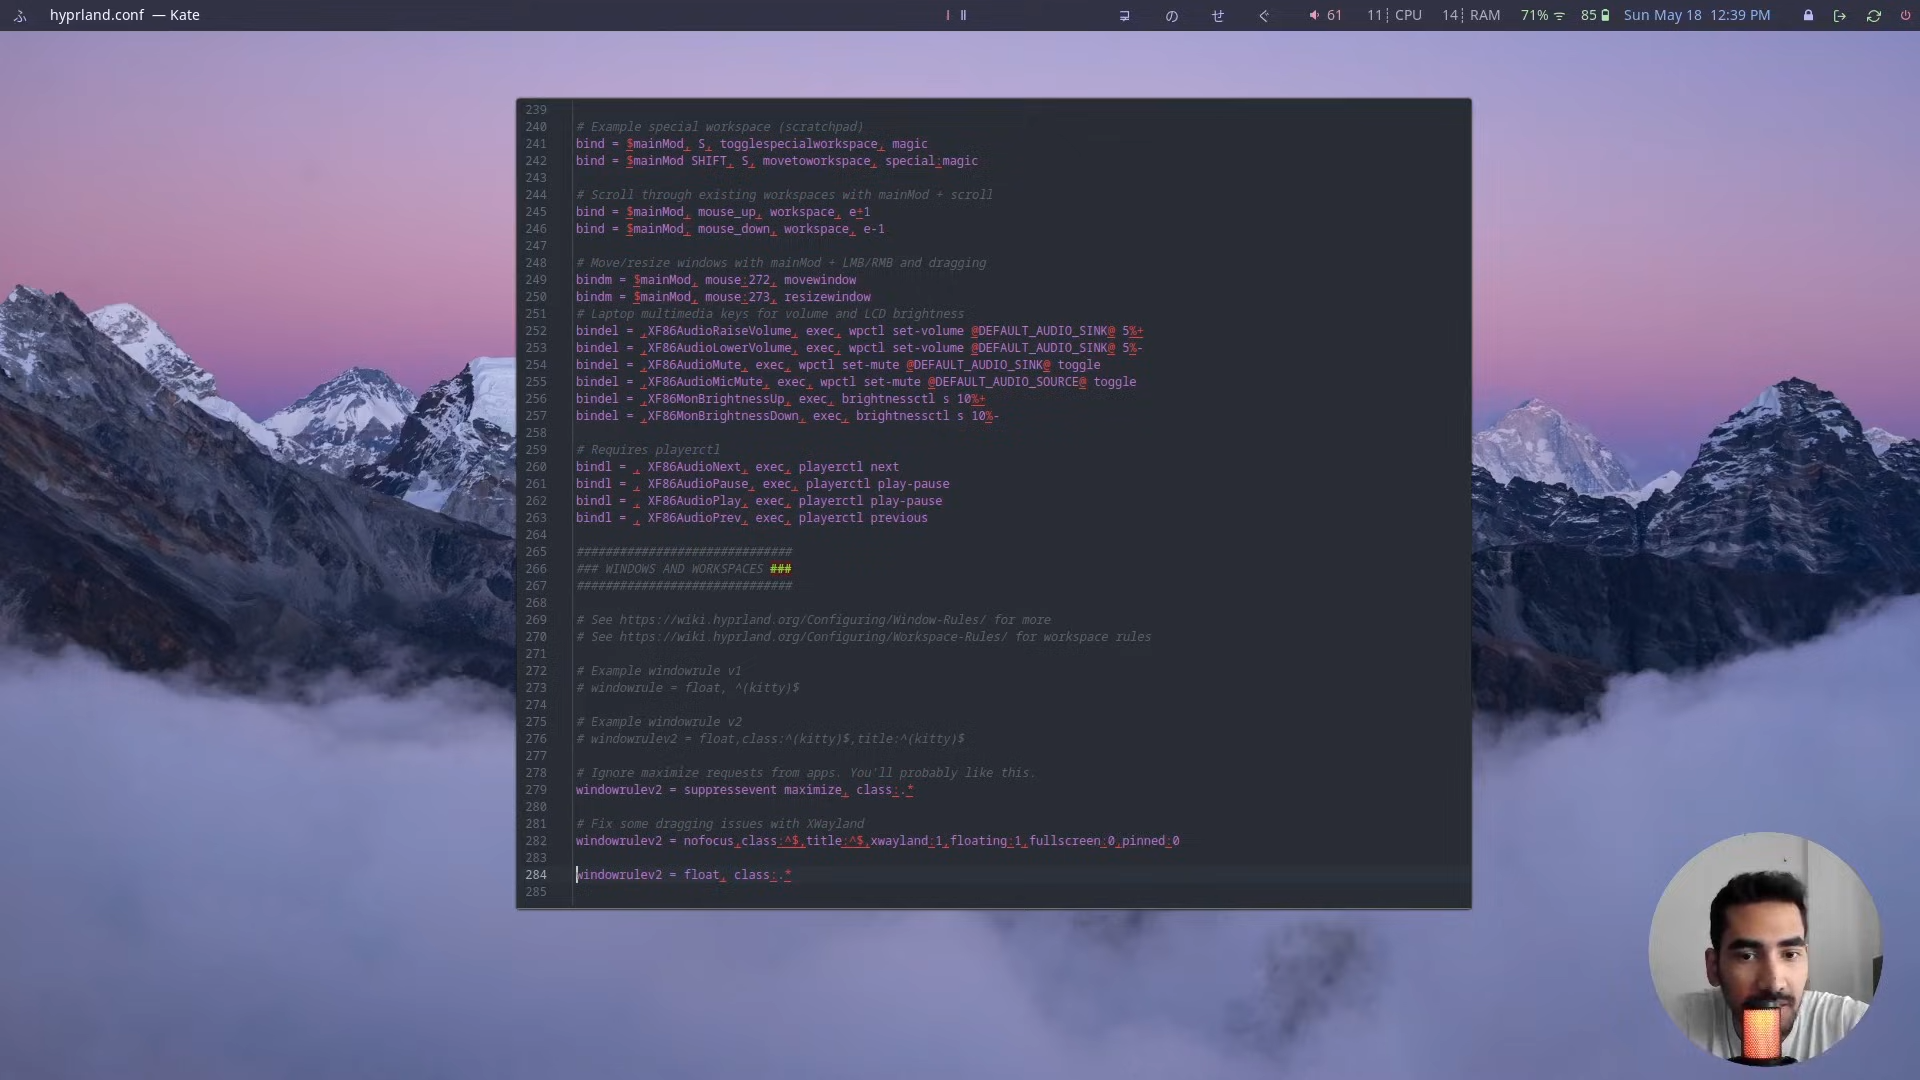 ふ hyprland.conf — Kate I II コ の せ ぐ 61 11 CPU 14 RAM 71% 85 Sun May 18 12:39 PM
239
240 # Example special workspace (scratchpad)
241 bind = $mainMod, S, togglespecialworkspace, magic
242 bind = $mainMod SHIFT, S, movetoworkspace, special:magic
243
244 # Scroll through existing workspaces with mainMod + scroll
245 bind = $mainMod, mouse_up, workspace, e+1
246 bind = $mainMod, mouse_down, workspace, e-1
247
248 # Move/resize windows with mainMod + LMB/RMB and dragging
249 bindm = $mainMod, mouse:272, movewindow
250 bindm = $mainMod, mouse:273, resizewindow
251 # Laptop multimedia keys for volume and LCD brightness
252 bindel = ,XF86AudioRaiseVolume, exec, wpctl set-volume @DEFAULT_AUDIO_SINK@ 5%+
253 bindel = ,XF86AudioLowerVolume, exec, wpctl set-volume @DEFAULT_AUDIO_SINK@ 5%-
254 bindel = ,XF86AudioMute, exec, wpctl set-mute @DEFAULT_AUDIO_SINK@ toggle
255 bindel = ,XF86AudioMicMute, exec, wpctl set-mute @DEFAULT_AUDIO_SOURCE@ toggle
256 bindel = ,XF86MonBrightnessUp, exec, brightnessctl s 10%+
257 bindel = ,XF86MonBrightnessDown, exec, brightnessctl s 10%-
258
259 # Requires playerctl
260 bindl = , XF86AudioNext, exec, playerctl next
261 bindl = , XF86AudioPause, exec, playerctl play-pause
262 bindl = , XF86AudioPlay, exec, playerctl play-pause
263 bindl = , XF86AudioPrev, exec, playerctl previous
264
265 ##############################
266 ### WINDOWS AND WORKSPACES ###
267 ##############################
268
269 # See https://wiki.hyprland.org/Configuring/Window-Rules/ for more
270 # See https://wiki.hyprland.org/Configuring/Workspace-Rules/ for workspace rules
271
272 # Example windowrule v1
273 # windowrule = float, ^(kitty)$
274
275 # Example windowrule v2
276 # windowrulev2 = float,class:^(kitty)$,title:^(kitty)$
277
278 # Ignore maximize requests from apps. You'll probably like this.
279 windowrulev2 = suppressevent maximize, class:.*
280
281 # Fix some dragging issues with XWayland
282 windowrulev2 = nofocus,class:^$,title:^$,xwayland:1,floating:1,fullscreen:0,pinned:0
283
284 windowrulev2 = float, class:.*
285